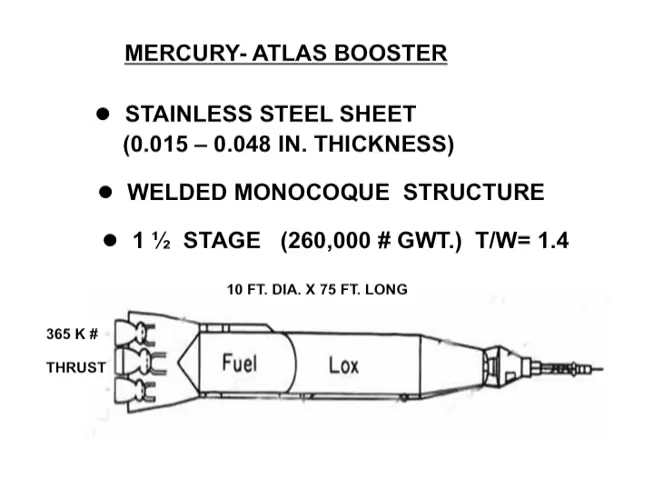 MERCURY- ATLAS BOOSTER
● STAINLESS STEEL SHEET
(0.015 – 0.048 IN. THICKNESS)
● WELDED MONOCOQUE STRUCTURE
● 1 ½ STAGE (260,000 # GWT.) T/W= 1.4
10 FT. DIA. X 75 FT. LONG
365 K #
THRUST
Fuel
Lox